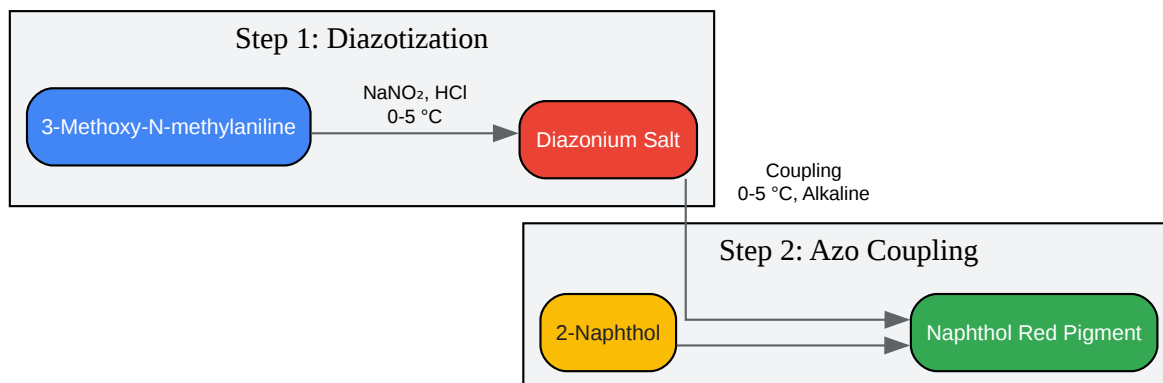 Step 1: Diazotization
3-Methoxy-N-methylaniline
NaNO₂, HCl
0-5 °C
Diazonium Salt
Coupling
0-5 °C, Alkaline
Step 2: Azo Coupling
2-Naphthol
Naphthol Red Pigment